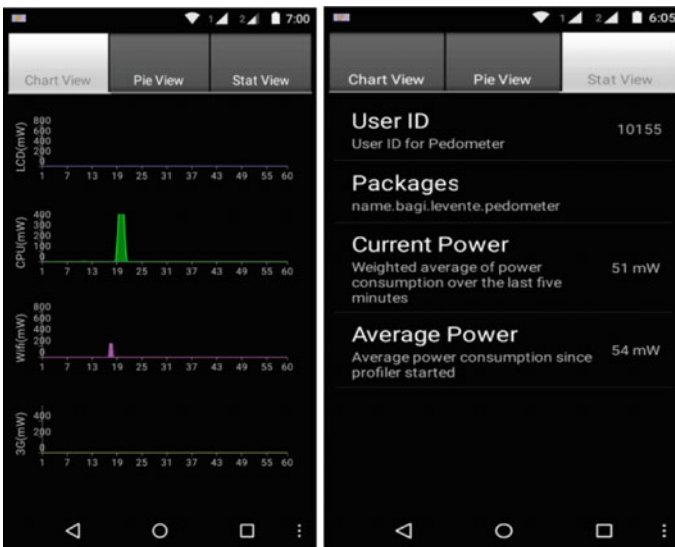 1 2 7:00
Chart View Pie View Stat View
LCD(mW)
800
600
400
200
0
1 7 13 19 25 31 37 43 49 55 60
CPU(mW)
400
300
200
100
0
1 7 13 19 25 31 37 43 49 55 60
Wifi(mW)
800
600
400
200
0
1 7 13 19 25 31 37 43 49 55 60
3G(mW)
400
200
0
1 7 13 19 25 31 37 43 49 55 60
1 2 6:05
Chart View Pie View Stat View
User ID
User ID for Pedometer
10155
Packages
name.bagi.levente.pedometer
Current Power
Weighted average of power
consumption over the last five
minutes
51 mW
Average Power
Average power consumption since
profiler started
54 mW